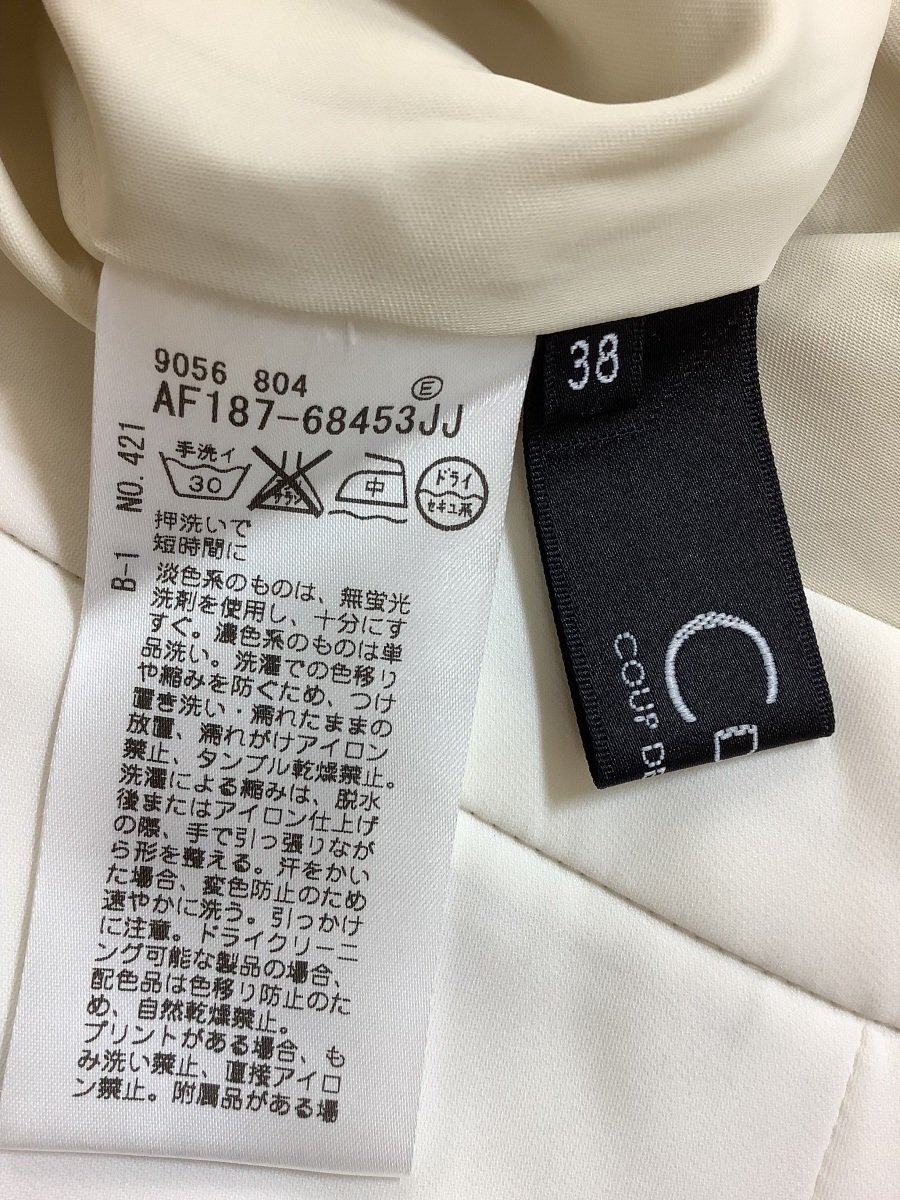 9056 804
E
AF187-68453JJ
手洗イ
30
中
ドライ
セキユ系
押洗いで
短時間に
淡色系のものは、無蛍光
洗剤を使用し、十分にす
すぐ。濃色系のものは単
品洗い。洗濯での色移り
や縮みを防ぐため、つけ
置き洗い・濡れたままの
放置、濡れがけアイロン
禁止、タンブル乾燥禁止。
洗濯による縮みは、脱水
後またはアイロン仕上げ
の際、手で引っ張りなが
ら形を整える。汗をかい
た場合、変色防止のため
速やかに洗う。引っかけ
に注意。ドライクリーニ
ング可能な製品の場合、
配色品は色移り防止のた
め、自然乾燥禁止。
プリントがある場合、も
み洗い禁止、直接アイロ
ン禁止。附属品がある場
B-1 NO.421
38
C
COUP